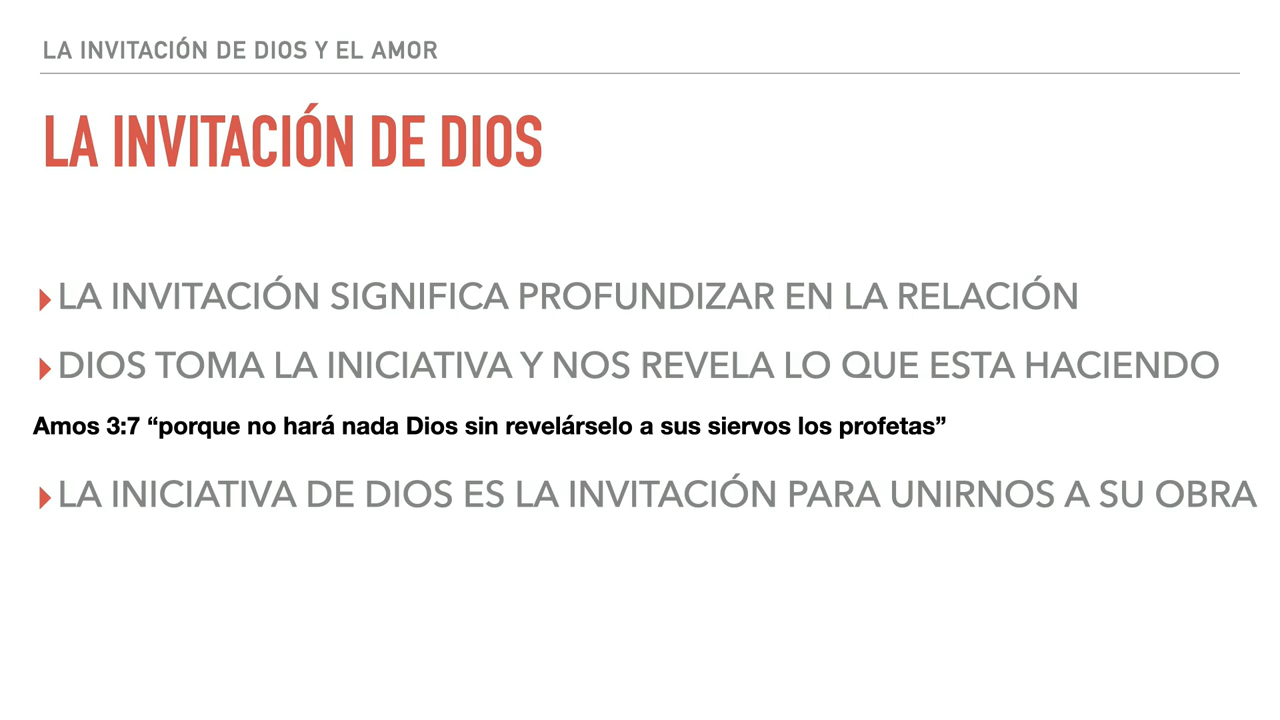 LA INVITACIÓN DE DIOS Y EL AMOR
LA INVITACIÓN DE DIOS
LA INVITACIÓN SIGNIFICA PROFUNDIZAR EN LA RELACIÓN
DIOS TOMA LA INICIATIVA Y NOS REVELA LO QUE ESTA HACIENDO
Amos 3:7 “porque no hará nada Dios sin revelárselo a sus siervos los profetas”
LA INICIATIVA DE DIOS ES LA INVITACIÓN PARA UNIRNOS A SU OBRA